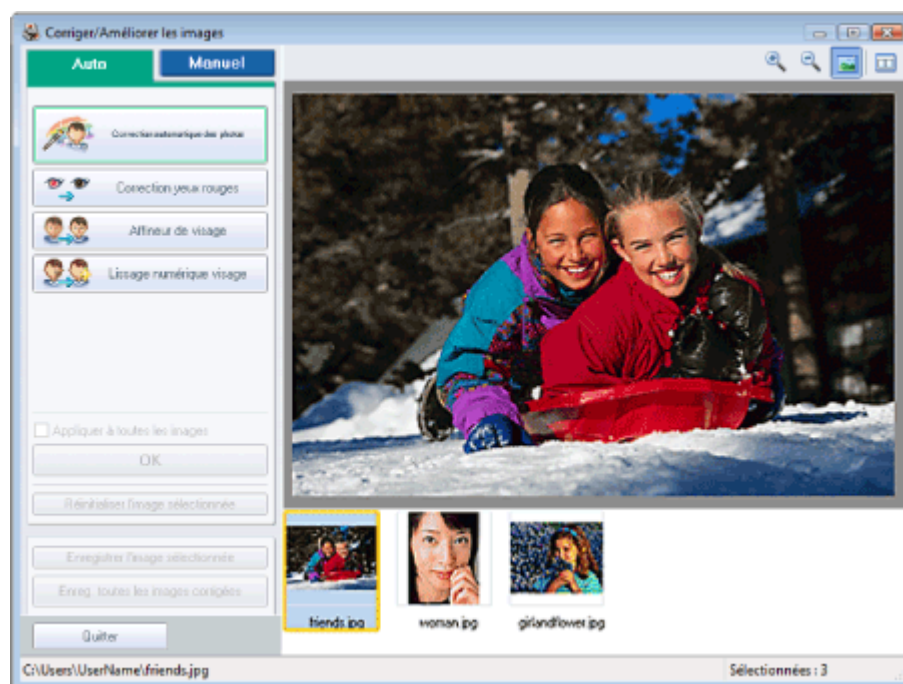 Corriger/Améliorer les images
Auto
Manuel
Correction automatique des photos
Correction yeux rouges
Affineur de visage
Lissage numérique visage
Appliquer à toutes les images
OK
Réinitialiser l'image sélectionnée
Enregistrer l'image sélectionnée
Enreg. toutes les images corrigées
Quitter
friends.jpg
woman.jpg
girlandflower.jpg
C:\Users\UserName\friends.jpg
Sélectionnées : 3